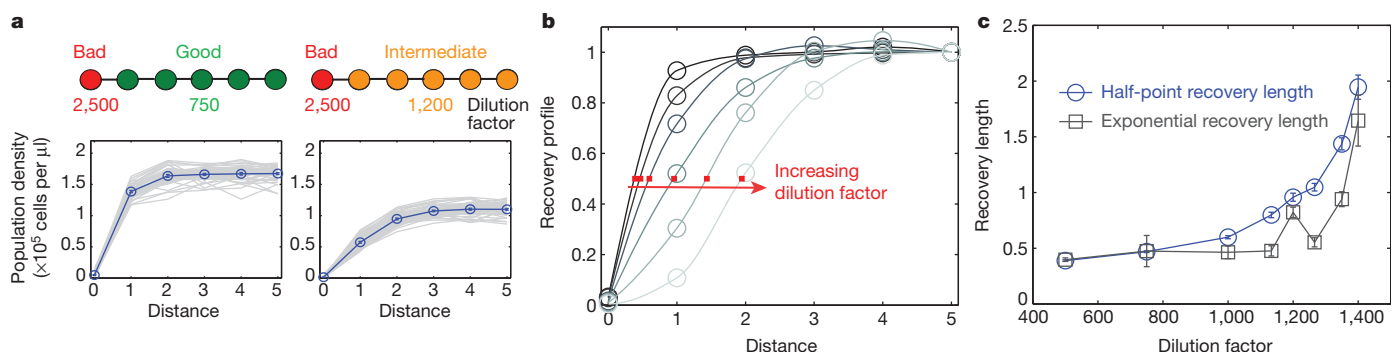 a
Bad Good
2,500 750
Bad Intermediate
2,500 1,200 Dilution factor
Population density
(×10⁵ cells per μl)
2
1.5
1
0.5
0
0 1 2 3 4 5
Distance
2
1.5
1
0.5
0
0 1 2 3 4 5
Distance
b
Recovery profile
1
0.8
0.6
0.4
0.2
0
Increasing
dilution factor
0 1 2 3 4 5
Distance
c
Recovery length
2.5
2
1.5
1
0.5
0
Half-point recovery length
Exponential recovery length
400 600 800 1,000 1,200 1,400
Dilution factor